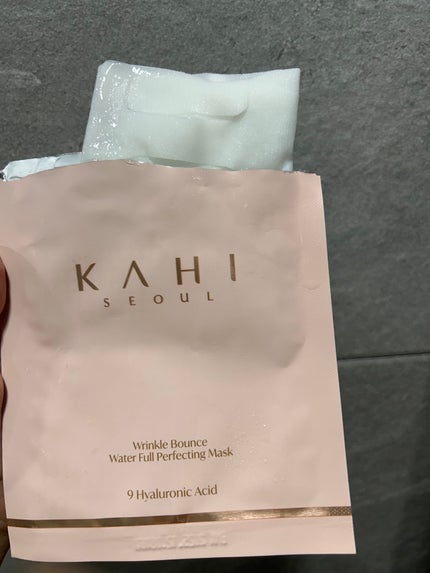 KAHI
SEOUL
Wrinkle Bounce
Water Full Perfecting Mask
9 Hyaluronic Acid